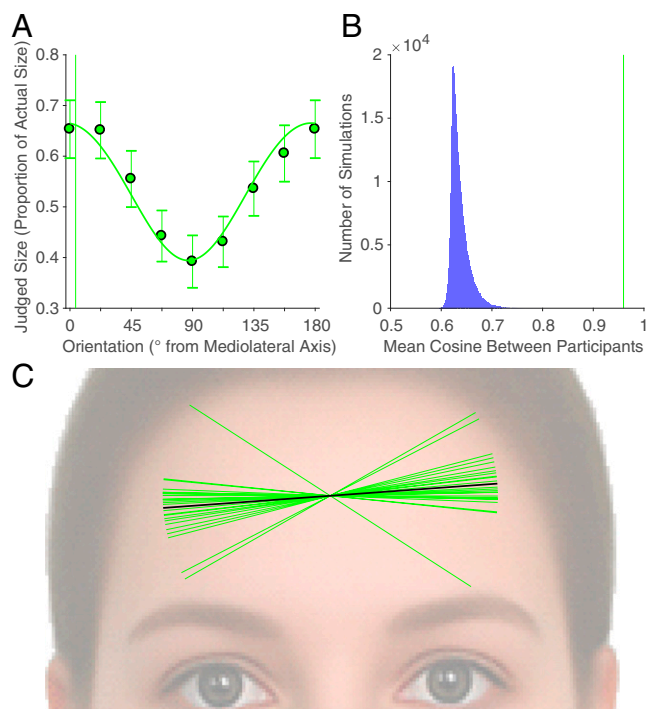 A
Judged Size (Proportion of Actual Size)
0.8
0.7
0.6
0.5
0.4
0.3
0 45 90 135 180
Orientation (° from Mediolateral Axis)
B
×10⁴
Number of Simulations
2
1.5
1
0.5
0
0.5 0.6 0.7 0.8 0.9 1
Mean Cosine Between Participants
C